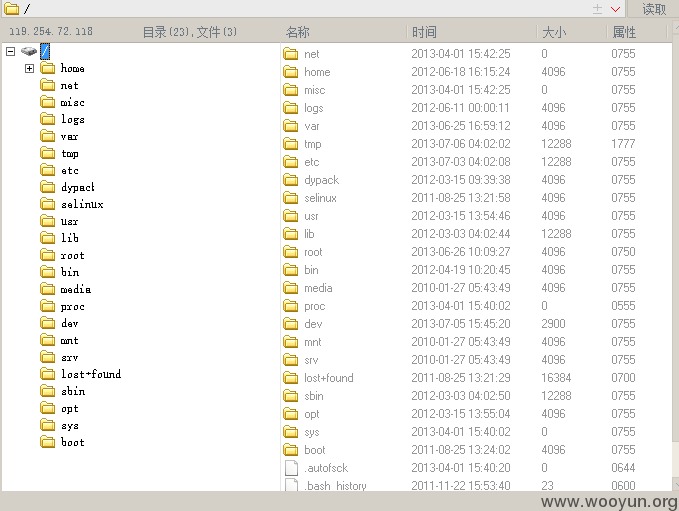 /
读取
119.254.72.118 目录(23),文件(3) 名称 时间 大小 属性
/
home
net
misc
logs
var
tmp
etc
dypack
selinux
usr
lib
root
bin
media
proc
dev
mnt
srv
lost+found
sbin
opt
sys
boot
net 2013-04-01 15:42:25 0 0755
home 2012-06-18 16:15:24 4096 0755
misc 2013-04-01 15:42:25 0 0755
logs 2012-06-11 00:00:11 4096 0755
var 2013-06-25 16:59:12 4096 0755
tmp 2013-07-06 04:02:02 12288 1777
etc 2013-07-03 04:02:08 12288 0755
dypack 2012-03-15 09:39:38 4096 0755
selinux 2011-08-25 13:21:58 4096 0755
usr 2012-03-15 13:54:46 4096 0755
lib 2012-03-03 04:02:44 12288 0755
root 2013-06-26 10:09:27 4096 0750
bin 2012-04-19 10:20:45 4096 0755
media 2010-01-27 05:43:49 4096 0755
proc 2013-04-01 15:40:02 0 0555
dev 2013-07-05 15:45:20 2900 0755
mnt 2010-01-27 05:43:49 4096 0755
srv 2010-01-27 05:43:49 4096 0755
lost+found 2011-08-25 13:21:29 16384 0700
sbin 2012-03-03 04:02:50 12288 0755
opt 2012-03-15 13:55:04 4096 0755
sys 2013-04-01 15:40:02 0 0755
boot 2011-08-25 13:24:02 4096 0755
.autofsck 2013-04-01 15:40:20 0 0644
.bash_history 2011-11-22 15:53:40 23 0600
www.wooyun.org